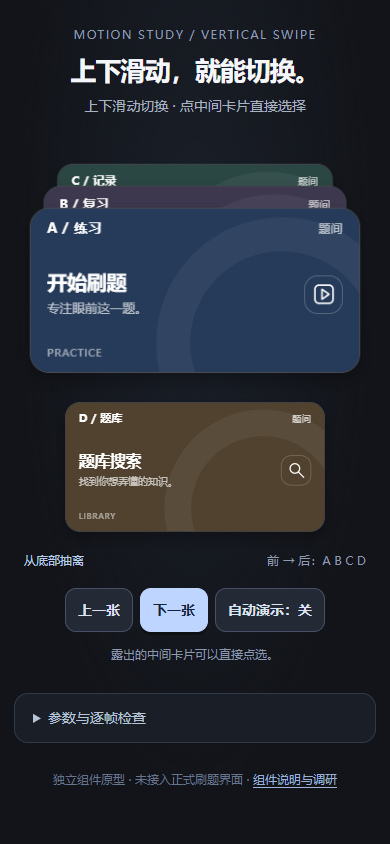 MOTION STUDY / VERTICAL SWIPE
上下滑动，就能切换。
上下滑动切换 · 点中间卡片直接选择
C / 记录 题间
B / 复习 题间
A / 练习 题间
开始刷题
专注眼前这一题。
PRACTICE
D / 题库 题间
题库搜索
找到你想弄懂的知识。
LIBRARY
从底部抽离 前 → 后：A B C D
上一张 下一张 自动演示：关
露出的中间卡片可以直接点选。
▶ 参数与逐帧检查
独立组件原型 · 未接入正式刷题界面 · 组件说明与调研